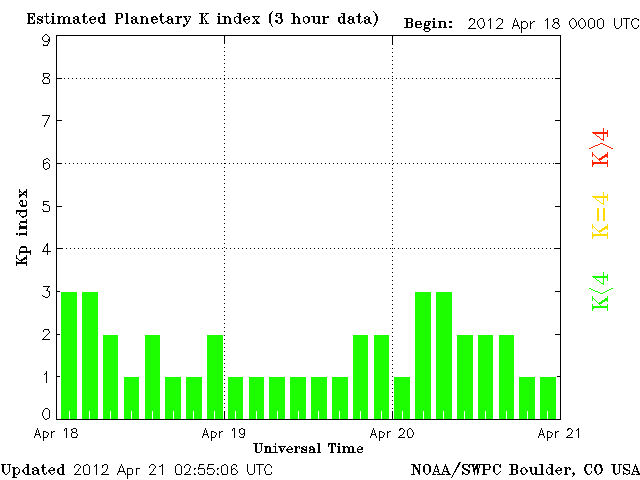 Estimated Planetary K index (3 hour data) Begin: 2012 Apr 18 0000 UTC
9
8
7
6
5
4
3
2
1
0
Kp index
K>4
K=4
K<4
Apr 18 Apr 19 Apr 20 Apr 21
Universal Time
Updated 2012 Apr 21 02:55:06 UTC NOAA/SWPC Boulder, CO USA